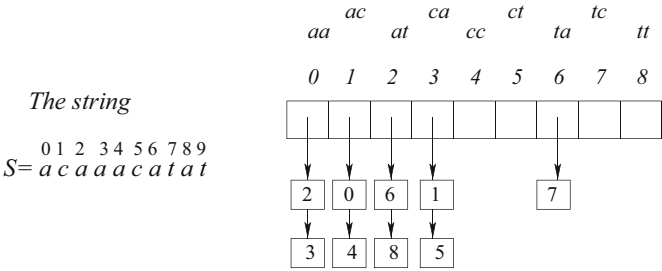 ac ca ct tc
aa at cc ta tt
0 1 2 3 4 5 6 7 8
The string
0 1 2 3 4 5 6 7 8 9
S= a c a a a c a t a t
2 0 6 1 7
3 4 8 5